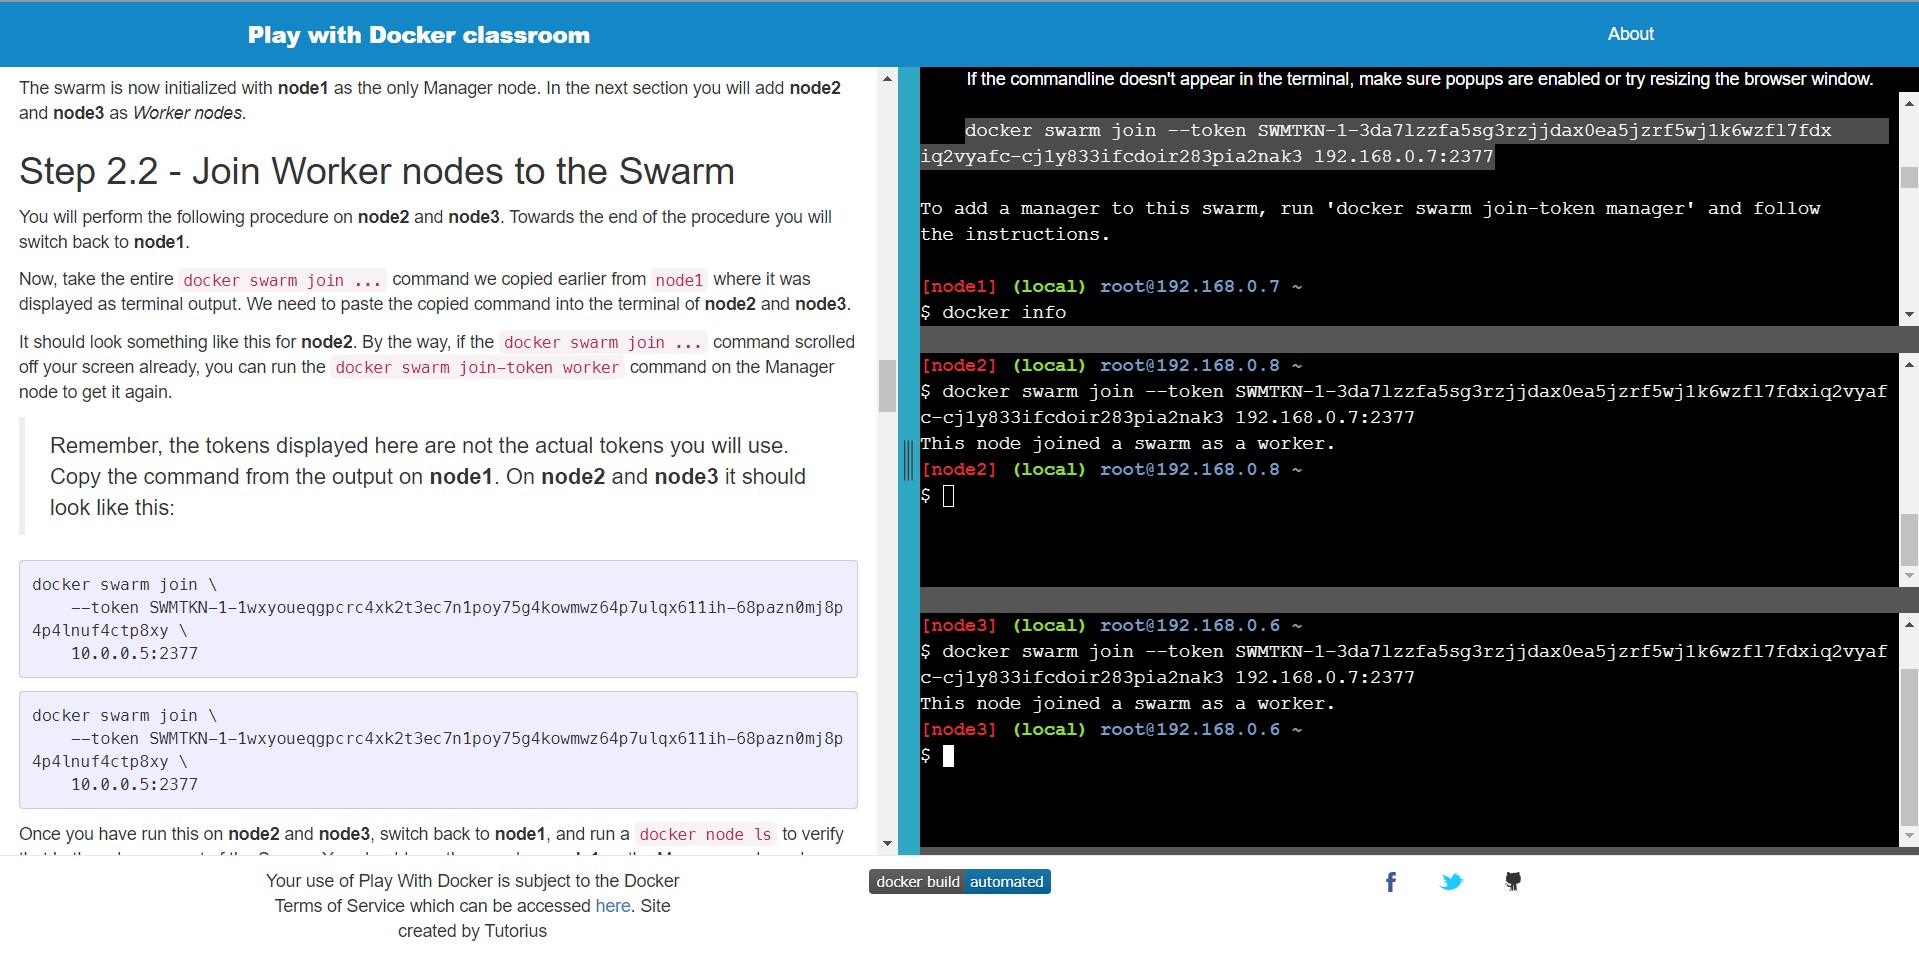 Play with Docker classroom
About
The swarm is now initialized with node1 as the only Manager node. In the next section you will add node2
and node3 as Worker nodes.
Step 2.2 - Join Worker nodes to the Swarm
You will perform the following procedure on node2 and node3. Towards the end of the procedure you will
switch back to node1.
Now, take the entire docker swarm join ... command we copied earlier from node1 where it was
displayed as terminal output. We need to paste the copied command into the terminal of node2 and node3.
It should look something like this for node2. By the way, if the docker swarm join ... command scrolled
off your screen already, you can run the docker swarm join-token worker command on the Manager
node to get it again.
Remember, the tokens displayed here are not the actual tokens you will use.
Copy the command from the output on node1. On node2 and node3 it should
look like this:
docker swarm join \
--token SWMTKN-1-1wxyoueqgpcrc4xk2t3ec7n1poy75g4kowmwz64p7ulqx611ih-68pazn0mj8p
4p4lnuf4ctp8xy \
10.0.0.5:2377
docker swarm join \
--token SWMTKN-1-1wxyoueqgpcrc4xk2t3ec7n1poy75g4kowmwz64p7ulqx611ih-68pazn0mj8p
4p4lnuf4ctp8xy \
10.0.0.5:2377
Once you have run this on node2 and node3, switch back to node1, and run a docker node ls to verify
If the commandline doesn't appear in the terminal, make sure popups are enabled or try resizing the browser window.
docker swarm join --token SWMTKN-1-3da7lzzfa5sg3rzjjdax0ea5jzrf5wj1k6wzfl7fdx
iq2vyafc-cj1y833ifcdoir283pia2nak3 192.168.0.7:2377
To add a manager to this swarm, run 'docker swarm join-token manager' and follow
the instructions.
[node1] (local) root@192.168.0.7 ~
$ docker info
[node2] (local) root@192.168.0.8 ~
$ docker swarm join --token SWMTKN-1-3da7lzzfa5sg3rzjjdax0ea5jzrf5wj1k6wzfl7fdxiq2vyaf
c-cj1y833ifcdoir283pia2nak3 192.168.0.7:2377
This node joined a swarm as a worker.
[node2] (local) root@192.168.0.8 ~
$
[node3] (local) root@192.168.0.6 ~
$ docker swarm join --token SWMTKN-1-3da7lzzfa5sg3rzjjdax0ea5jzrf5wj1k6wzfl7fdxiq2vyaf
c-cj1y833ifcdoir283pia2nak3 192.168.0.7:2377
This node joined a swarm as a worker.
[node3] (local) root@192.168.0.6 ~
$
Your use of Play With Docker is subject to the Docker
Terms of Service which can be accessed here. Site
created by Tutorius
docker build automated